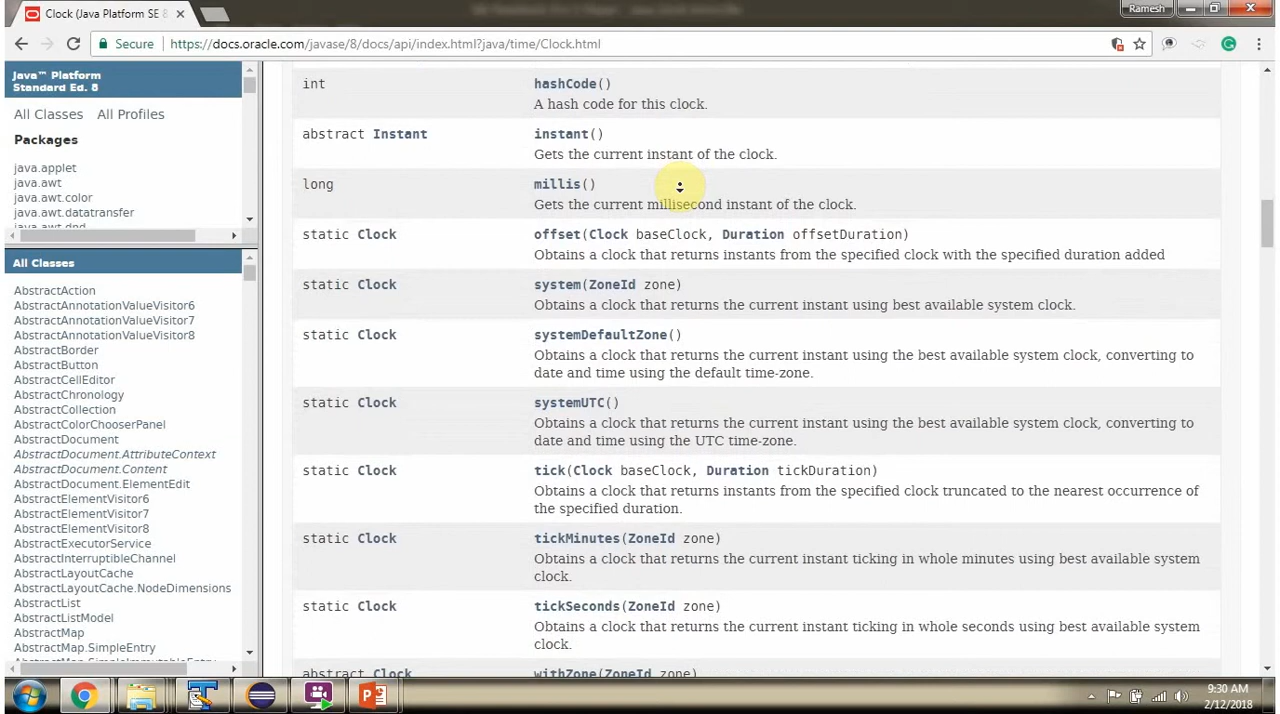 Clock (Java Platform SE 8
Ramesh
Secure
https://docs.oracle.com/javase/8/docs/api/index.html?java/time/Clock.html
Java™ Platform
Standard Ed. 8
All Classes All Profiles
Packages
java.applet
java.awt
java.awt.color
java.awt.datatransfer
java.awt.dnd
All Classes
AbstractAction
AbstractAnnotationValueVisitor6
AbstractAnnotationValueVisitor7
AbstractAnnotationValueVisitor8
AbstractBorder
AbstractButton
AbstractCellEditor
AbstractChronology
AbstractCollection
AbstractColorChooserPanel
AbstractDocument
AbstractDocument.AttributeContext
AbstractDocument.Content
AbstractDocument.ElementEdit
AbstractElementVisitor6
AbstractElementVisitor7
AbstractElementVisitor8
AbstractExecutorService
AbstractInterruptibleChannel
AbstractLayoutCache
AbstractLayoutCache.NodeDimensions
AbstractList
AbstractListModel
AbstractMap
AbstractMap.SimpleEntry
AbstractMap.SimpleImmutableEntry
int hashCode()
A hash code for this clock.
abstract Instant instant()
Gets the current instant of the clock.
long millis()
Gets the current millisecond instant of the clock.
static Clock offset(Clock baseClock, Duration offsetDuration)
Obtains a clock that returns instants from the specified clock with the specified duration added
static Clock system(ZoneId zone)
Obtains a clock that returns the current instant using best available system clock.
static Clock systemDefaultZone()
Obtains a clock that returns the current instant using the best available system clock, converting to
date and time using the default time-zone.
static Clock systemUTC()
Obtains a clock that returns the current instant using the best available system clock, converting to
date and time using the UTC time-zone.
static Clock tick(Clock baseClock, Duration tickDuration)
Obtains a clock that returns instants from the specified clock truncated to the nearest occurrence of
the specified duration.
static Clock tickMinutes(ZoneId zone)
Obtains a clock that returns the current instant ticking in whole minutes using best available system
clock.
static Clock tickSeconds(ZoneId zone)
Obtains a clock that returns the current instant ticking in whole seconds using best available system
clock.
abstract Clock withZone(ZoneId zone)
9:30 AM
2/12/2018